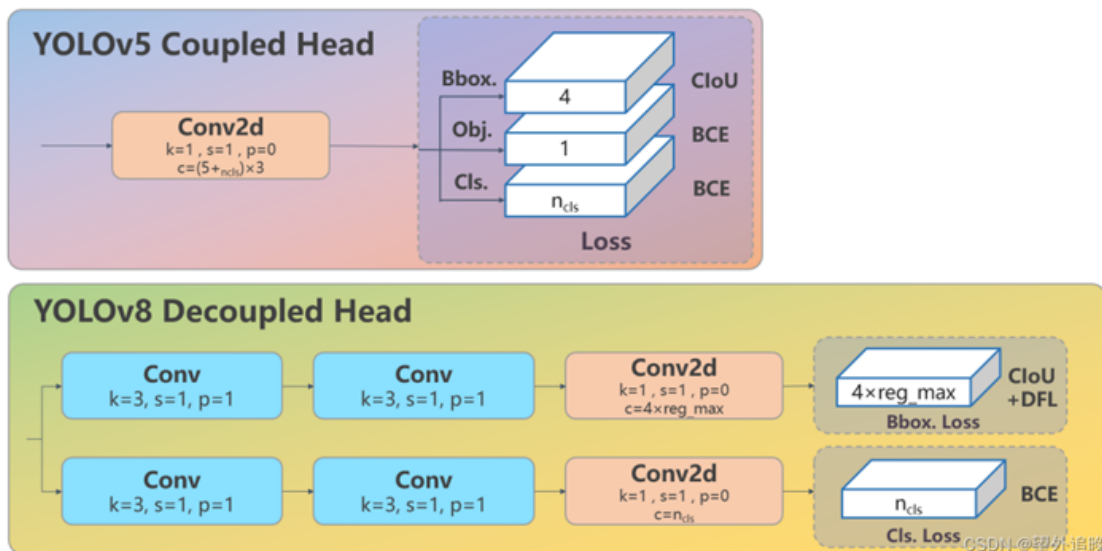 YOLOv5 Coupled Head
Conv2d
k=1 , s=1 , p=0
c=(5+ncls)×3
Bbox.
4
CIoU
Obj.
1
BCE
Cls.
ncls
BCE
Loss
YOLOv8 Decoupled Head
Conv
k=3, s=1, p=1
Conv
k=3, s=1, p=1
Conv2d
k=1 , s=1 , p=0
c=4×reg_max
4×reg_max
CIoU
+DFL
Bbox. Loss
Conv
k=3, s=1, p=1
Conv
k=3, s=1, p=1
Conv2d
k=1 , s=1 , p=0
c=ncls
ncls
BCE
Cls. Loss
CSDN